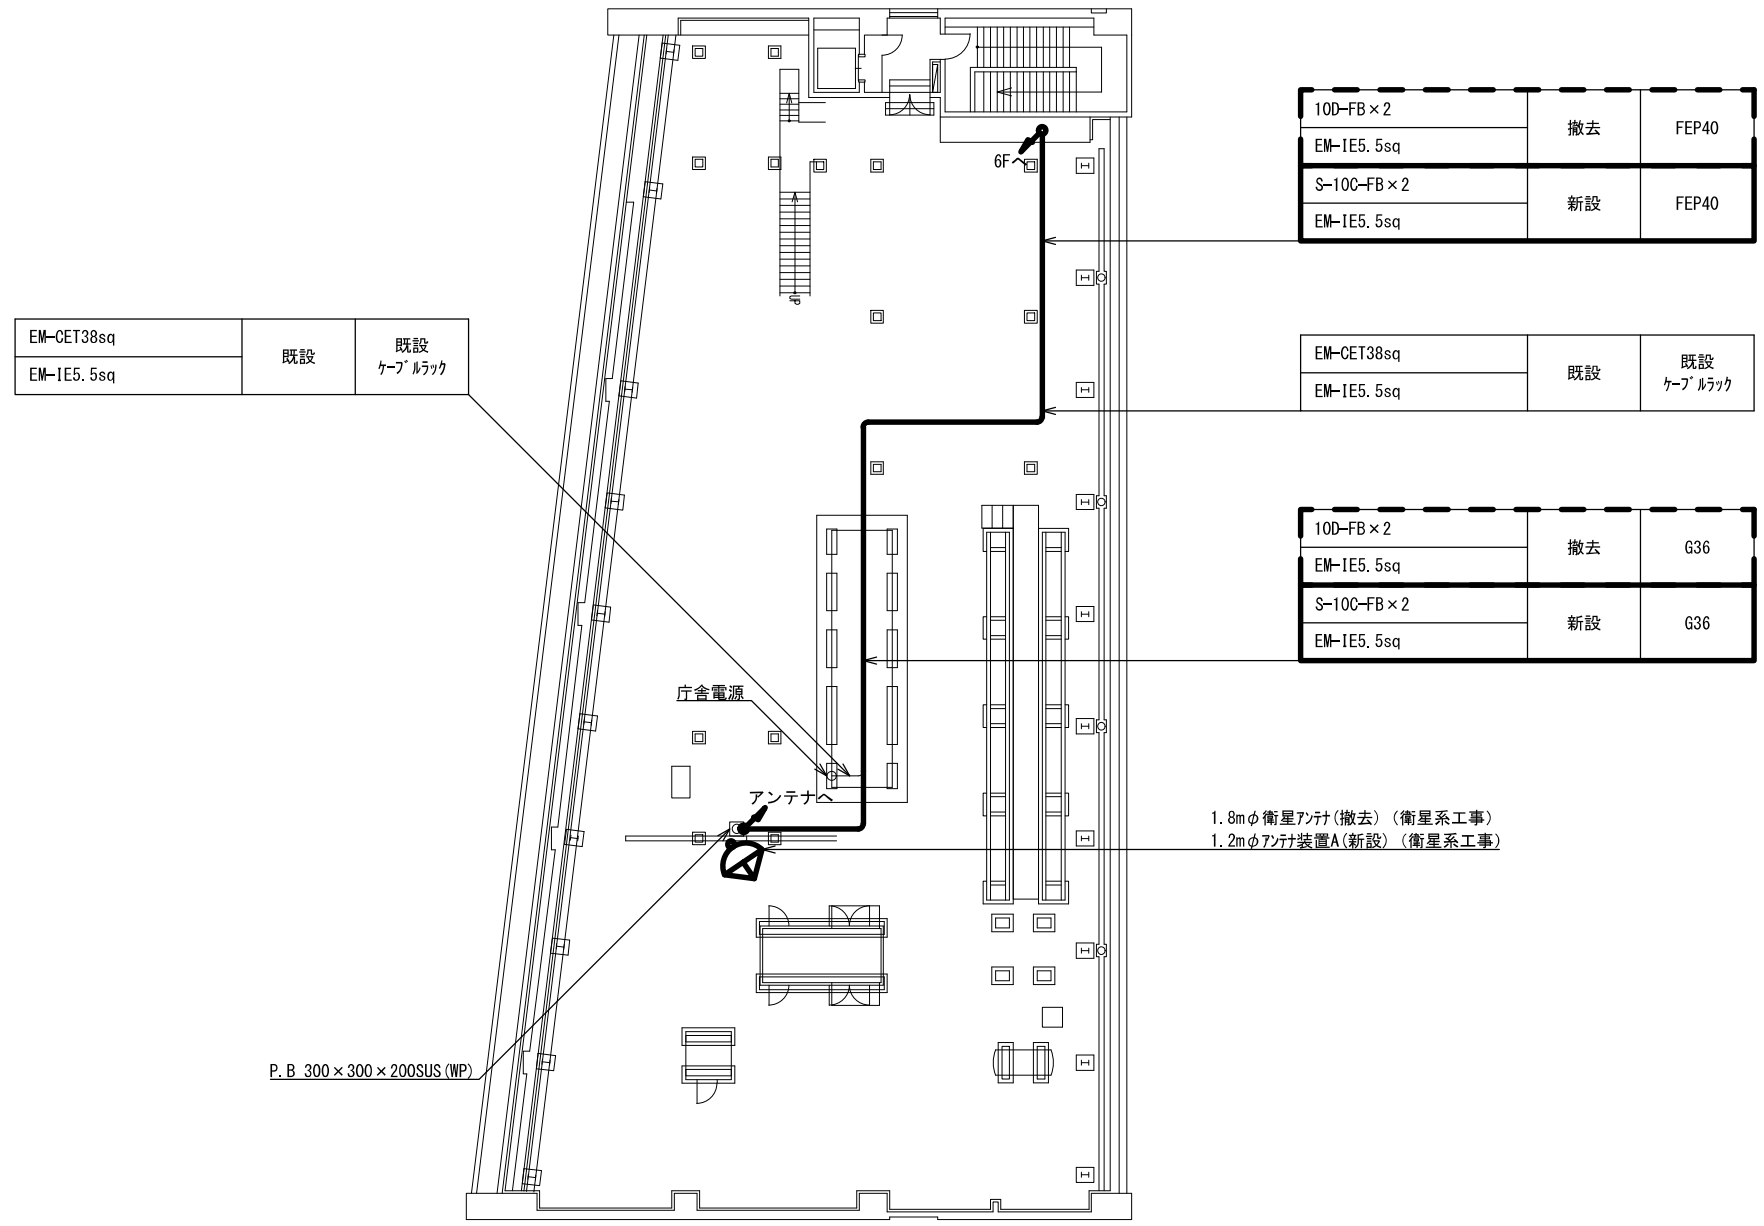 10D-FB×2
EM-IE5.5sq
撤去
FEP40
S-10C-FB×2
EM-IE5.5sq
新設
FEP40
6Fへ
UP
EM-CET38sq
EM-IE5.5sq
既設
既設
ｹｰﾌﾞﾙﾗｯｸ
EM-CET38sq
EM-IE5.5sq
既設
既設
ｹｰﾌﾞﾙﾗｯｸ
10D-FB×2
EM-IE5.5sq
撤去
G36
S-10C-FB×2
EM-IE5.5sq
新設
G36
庁舎電源
アンテナへ
1.8mφ衛星ｱﾝﾃﾅ(撤去)（衛星系工事）
1.2mφｱﾝﾃﾅ装置A(新設)（衛星系工事）
P.B 300×300×200SUS(WP)